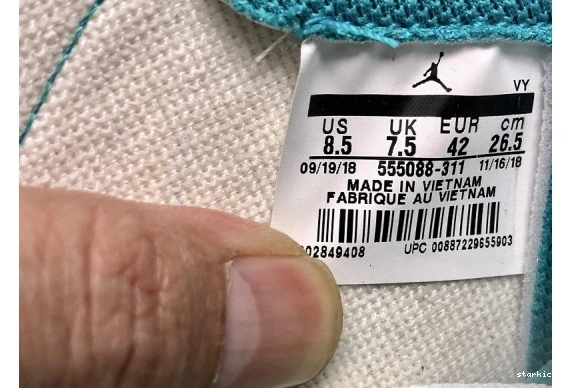 VY
US UK EUR cm
8.5 7.5 42 26.5
09/19/18 555088-311 11/16/18
MADE IN VIETNAM
FABRIQUE AU VIETNAM
02849408 UPC 00887229655903
starkic